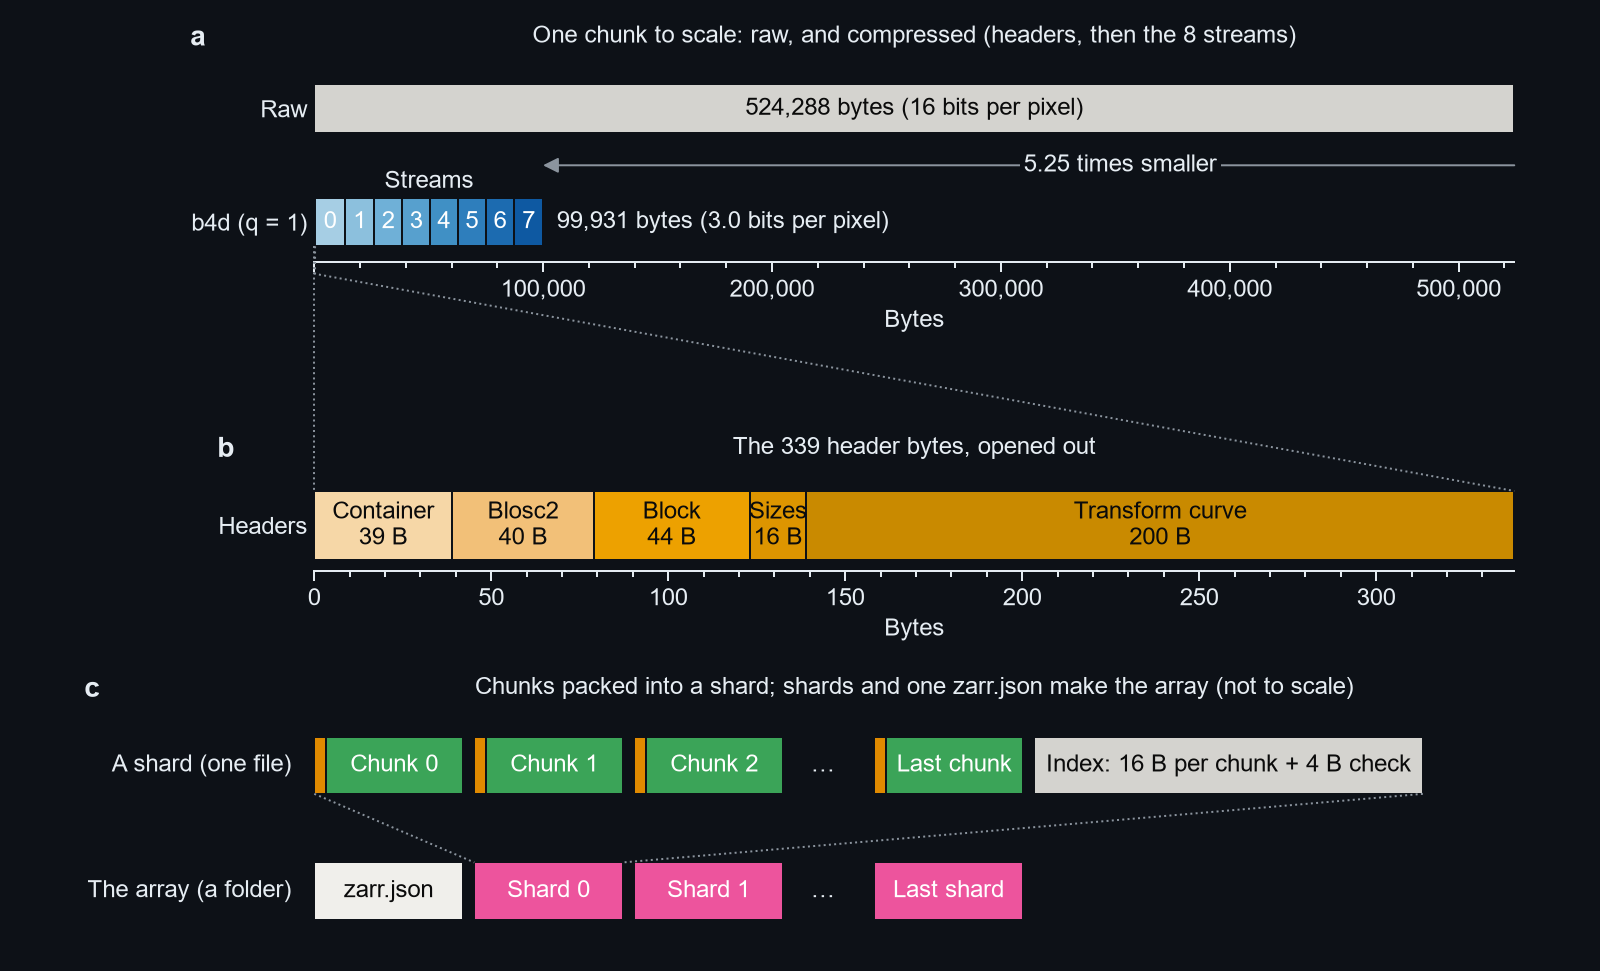 a
One chunk to scale: raw, and compressed (headers, then the 8 streams)
Raw
524,288 bytes (16 bits per pixel)
5.25 times smaller
Streams
b4d (q = 1)
0 1 2 3 4 5 6 7
99,931 bytes (3.0 bits per pixel)
100,000 200,000 300,000 400,000 500,000
Bytes
b
The 339 header bytes, opened out
Headers
Container
39 B
Blosc2
40 B
Block
44 B
Sizes
16 B
Transform curve
200 B
0 50 100 150 200 250 300
Bytes
c
Chunks packed into a shard; shards and one zarr.json make the array (not to scale)
A shard (one file)
Chunk 0
Chunk 1
Chunk 2
…
Last chunk
Index: 16 B per chunk + 4 B check
The array (a folder)
zarr.json
Shard 0
Shard 1
…
Last shard